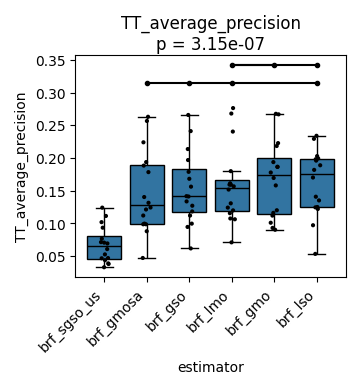 TT_average_precision
p = 3.15e-07
0.35
0.30
0.25
0.20
0.15
0.10
0.05
TT_average_precision
brf_sgso_us
brf_gmosa
brf_gso
brf_lmo
brf_gmo
brf_lso
estimator